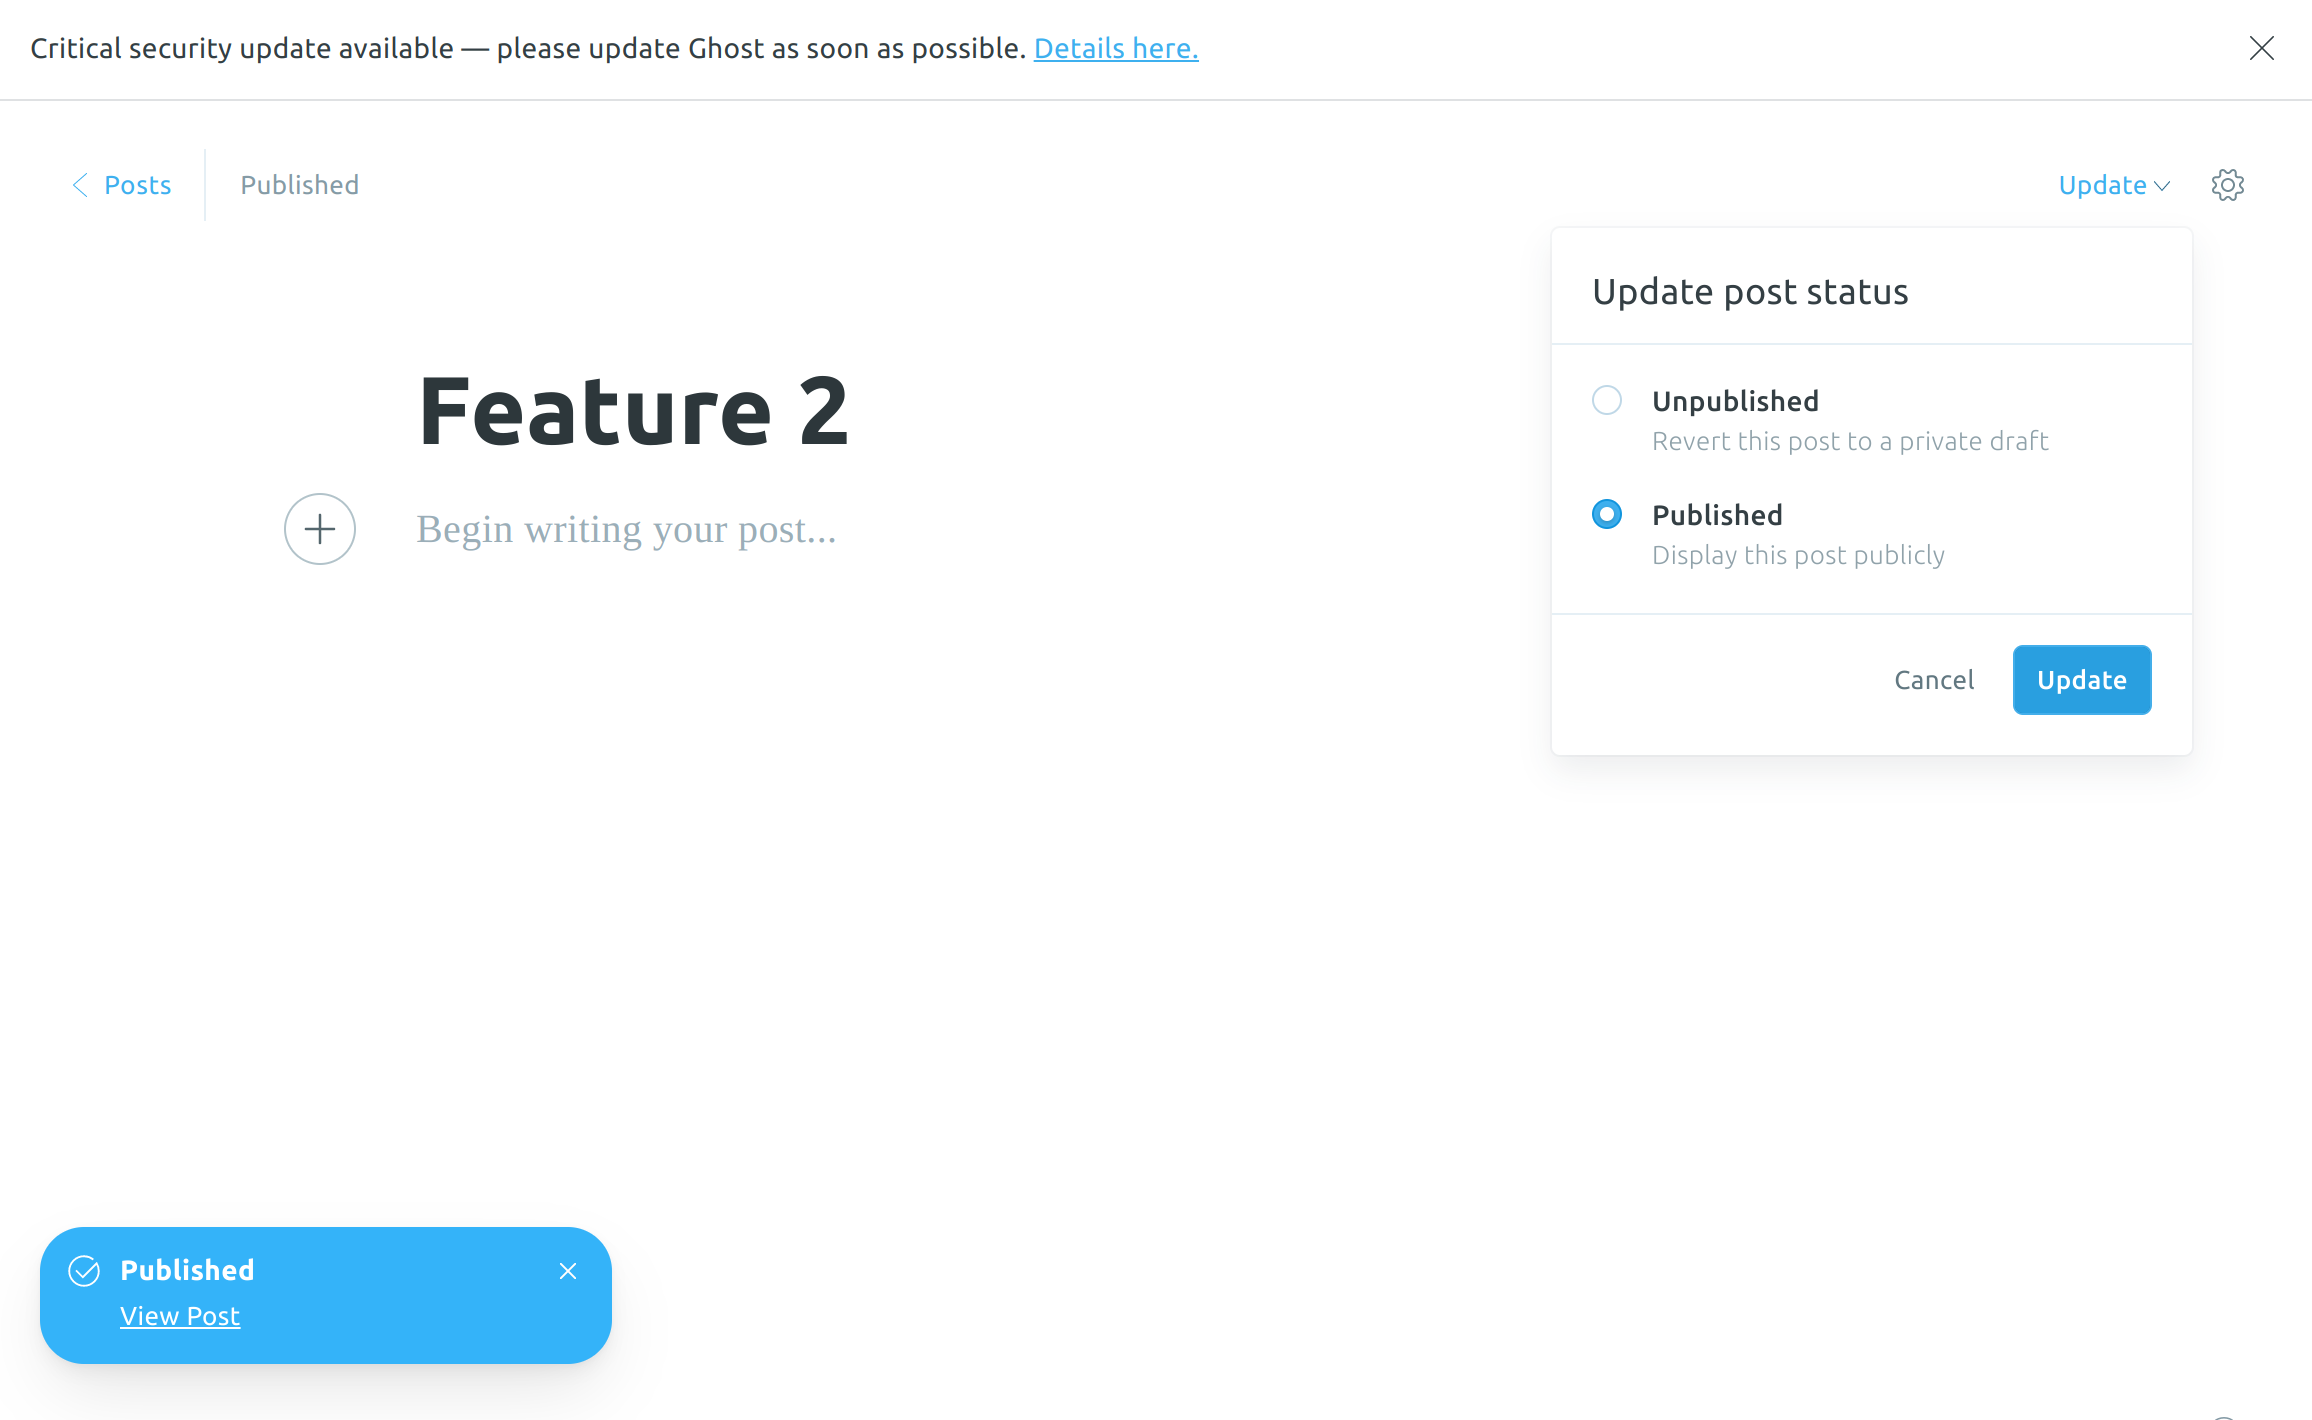 Critical security update available — please update Ghost as soon as possible. Details here.
Posts
Published
Update
Update post status
Unpublished
Revert this post to a private draft
Published
Display this post publicly
Cancel
Update
Feature 2
Begin writing your post...
Published
View Post